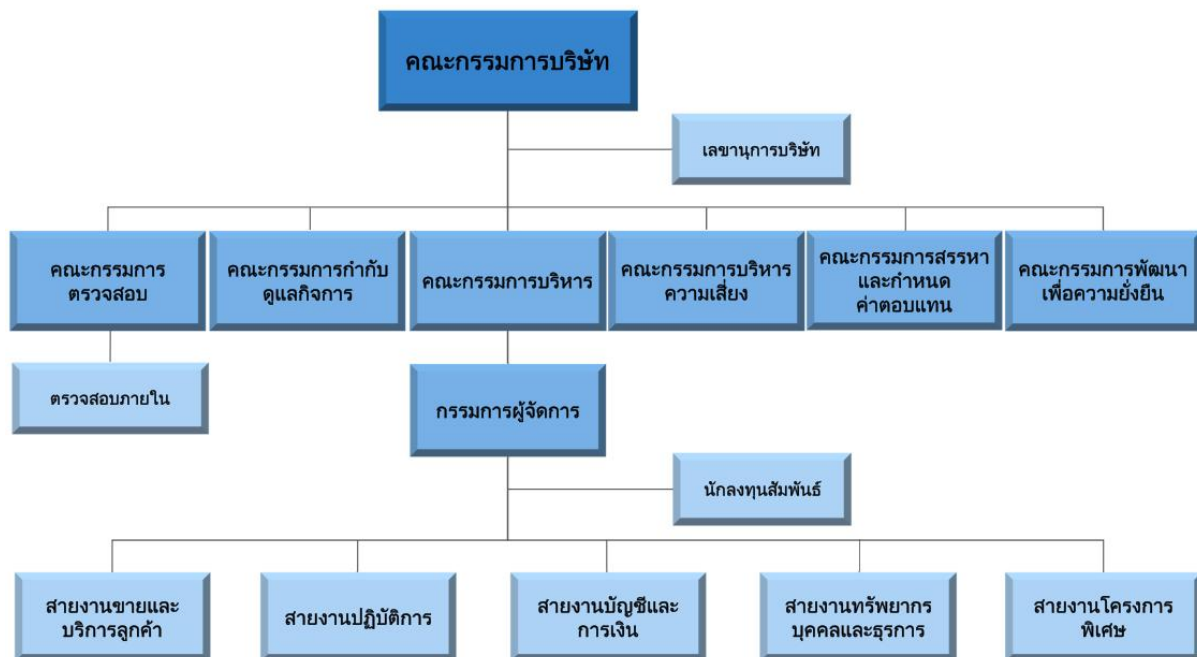 คณะกรรมการบริษัท
เลขานุการบริษัท
คณะกรรมการ
ตรวจสอบ
คณะกรรมการกำกับ
ดูแลกิจการ
คณะกรรมการบริหาร
คณะกรรมการบริหาร
ความเสี่ยง
คณะกรรมการสรรหา
และกำหนด
ค่าตอบแทน
คณะกรรมการพัฒนา
เพื่อความยั่งยืน
ตรวจสอบภายใน
กรรมการผู้จัดการ
นักลงทุนสัมพันธ์
สายงานขายและ
บริการลูกค้า
สายงานปฏิบัติการ
สายงานบัญชีและ
การเงิน
สายงานทรัพยากร
บุคคลและธุรการ
สายงานโครงการ
พิเศษ